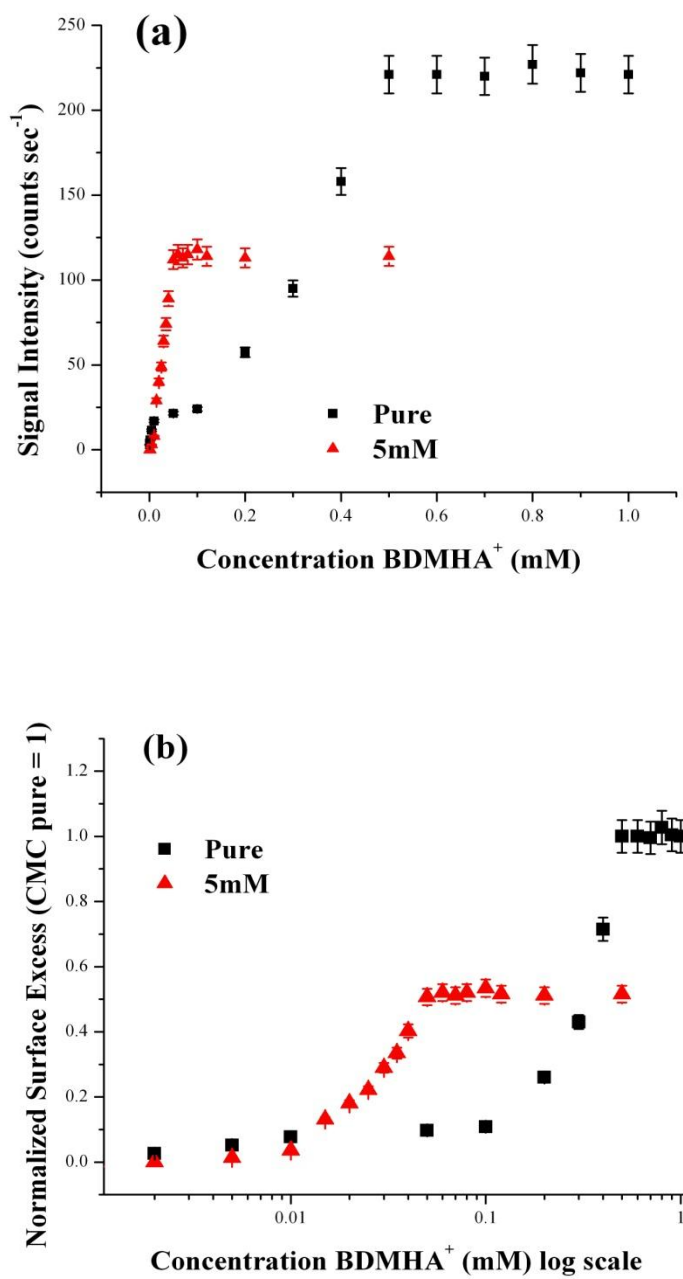 (a)
Signal Intensity (counts sec⁻¹)
250
200
150
100
50
0
Pure
5mM
0.0 0.2 0.4 0.6 0.8 1.0
Concentration BDMHA⁺ (mM)
(b)
Normalized Surface Excess (CMC pure = 1)
1.2
1.0
0.8
0.6
0.4
0.2
0.0
Pure
5mM
0.01 0.1 1
Concentration BDMHA⁺ (mM) log scale